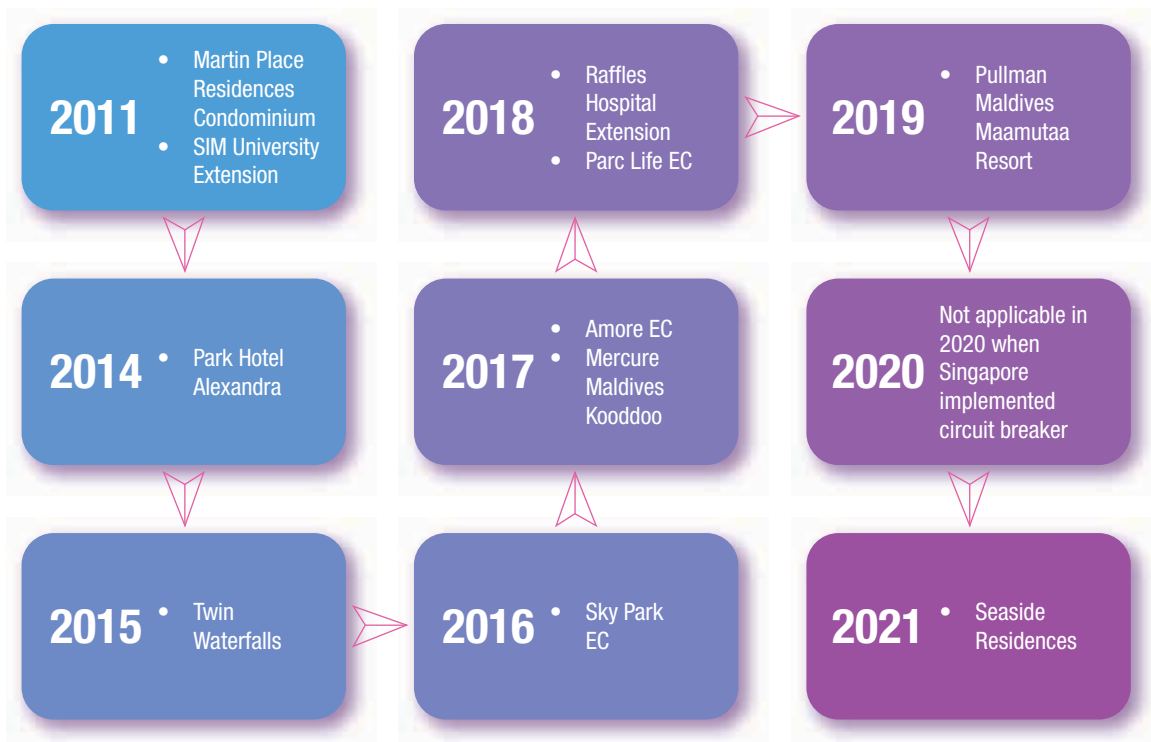 2011
• Martin Place
Residences
Condominium
• SIM University
Extension
2014
• Park Hotel
Alexandra
2015
• Twin
Waterfalls
2016
• Sky Park
EC
2017
• Amore EC
• Mercure
Maldives
Kooddoo
2018
• Raffles
Hospital
Extension
• Parc Life EC
2019
• Pullman
Maldives
Maamutaa
Resort
2020
Not applicable in
2020 when
Singapore
implemented
circuit breaker
2021
• Seaside
Residences